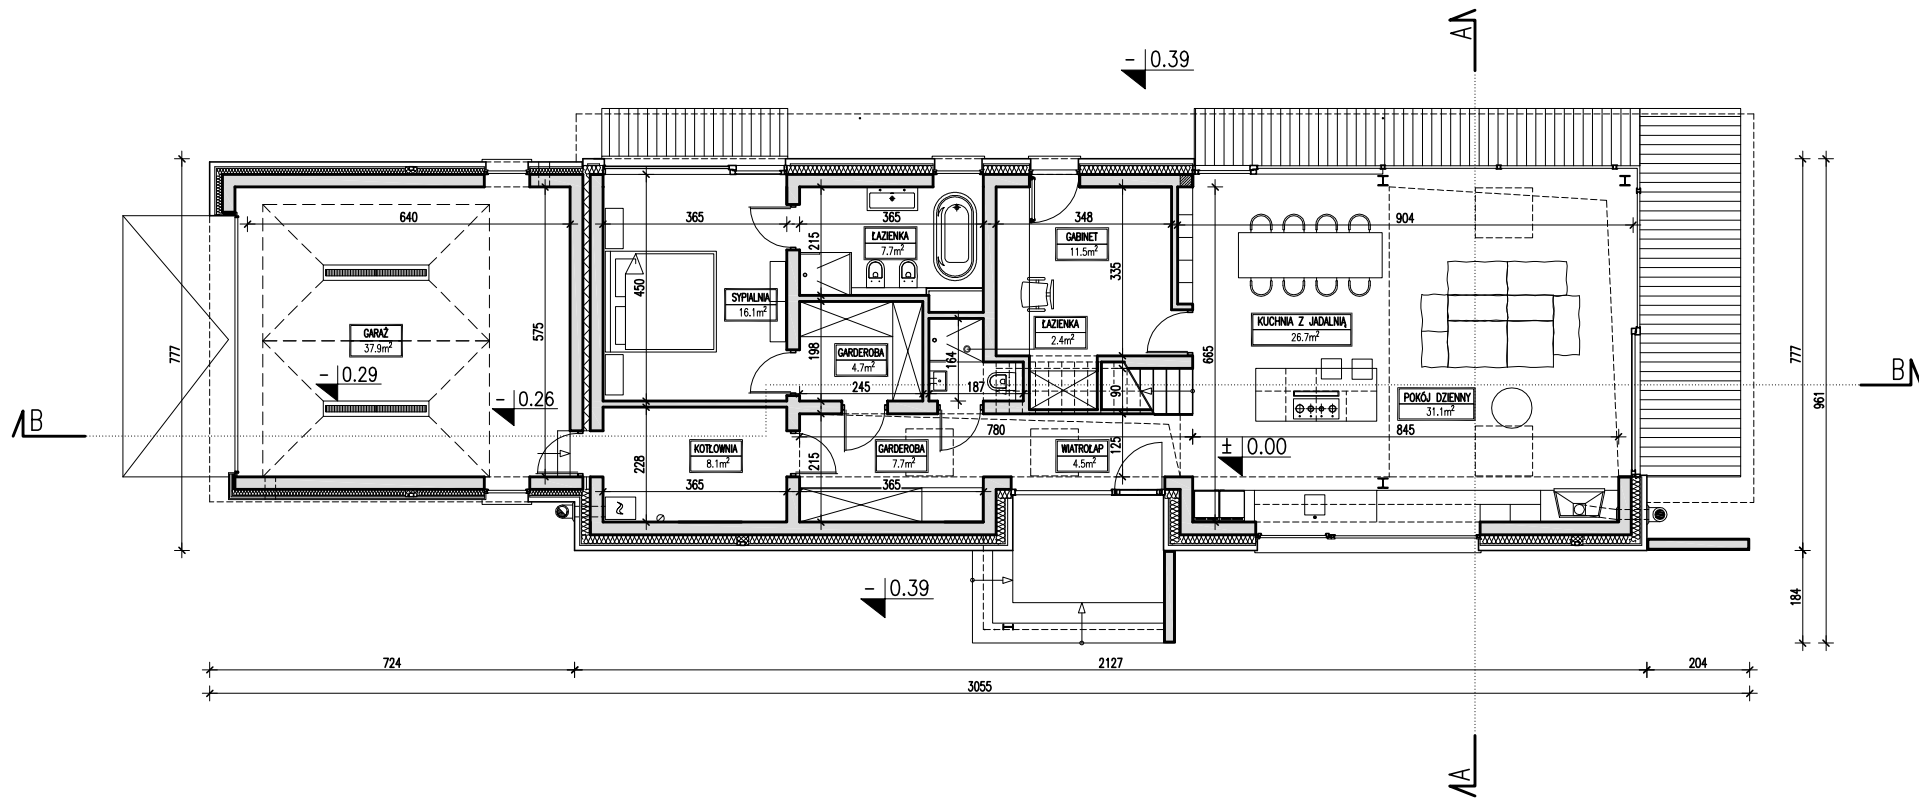 A
- 0.39
640
365
365
348
904
ŁAZIENKA
7.7m²
215
GABINET
11.5m²
335
450
SYPIALNIA
16.1m²
GARAŻ
37.9m²
575
777
ŁAZIENKA
2.4m²
KUCHNIA Z JADALNIĄ
26.7m²
665
777
961
GARDEROBA
4.7m²
198
164
- 0.29
- 0.26
245
187
90
POKÓJ DZIENNY
31.1m²
B
B
780
845
KOTŁOWNIA
8.1m²
228
215
GARDEROBA
7.7m²
WIATROŁAP
4.5m²
125
± 0.00
365
365
- 0.39
184
724
2127
204
3055
A